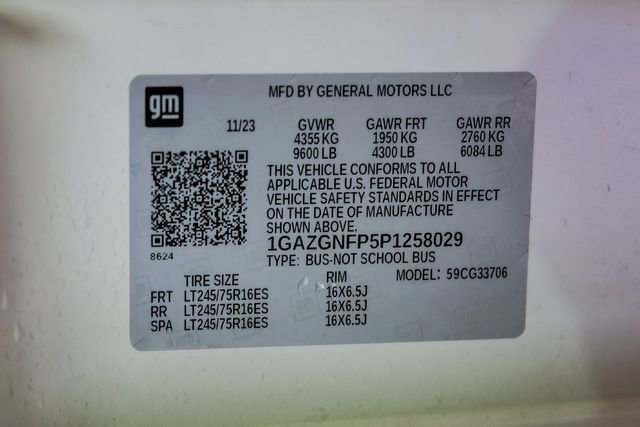 gm
MFD BY GENERAL MOTORS LLC
11/23 GVWR GAWR FRT GAWR RR
4355 KG 1950 KG 2760 KG
9600 LB 4300 LB 6084 LB
THIS VEHICLE CONFORMS TO ALL
APPLICABLE U.S. FEDERAL MOTOR
VEHICLE SAFETY STANDARDS IN EFFECT
ON THE DATE OF MANUFACTURE
SHOWN ABOVE.
1GAZGNFP5P1258029
8624
TYPE: BUS-NOT SCHOOL BUS
TIRE SIZE RIM MODEL: 59CG33706
FRT LT245/75R16ES 16X6.5J
RR LT245/75R16ES 16X6.5J
SPA LT245/75R16ES 16X6.5J